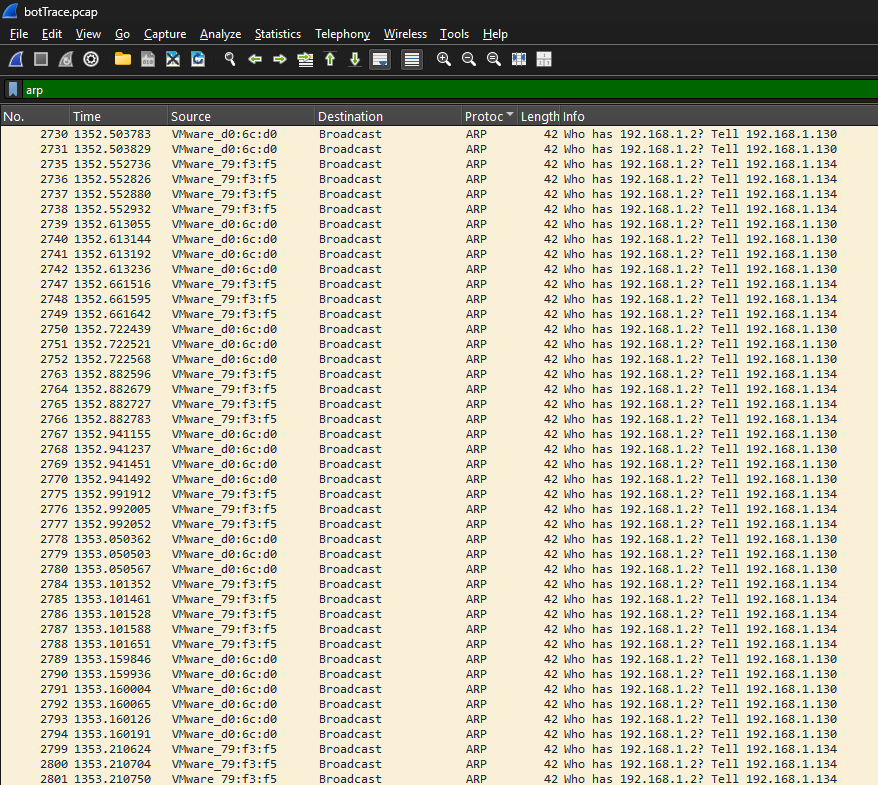 botTrace.pcap
File Edit View Go Capture Analyze Statistics Telephony Wireless Tools Help
arp
No. Time Source Destination Protoc Length Info
2730 1352.503783 VMware_d0:6c:d0 Broadcast ARP 42 Who has 192.168.1.2? Tell 192.168.1.130
2731 1352.503829 VMware_d0:6c:d0 Broadcast ARP 42 Who has 192.168.1.2? Tell 192.168.1.130
2735 1352.552736 VMware_79:f3:f5 Broadcast ARP 42 Who has 192.168.1.2? Tell 192.168.1.134
2736 1352.552826 VMware_79:f3:f5 Broadcast ARP 42 Who has 192.168.1.2? Tell 192.168.1.134
2737 1352.552880 VMware_79:f3:f5 Broadcast ARP 42 Who has 192.168.1.2? Tell 192.168.1.134
2738 1352.552932 VMware_79:f3:f5 Broadcast ARP 42 Who has 192.168.1.2? Tell 192.168.1.134
2739 1352.613055 VMware_d0:6c:d0 Broadcast ARP 42 Who has 192.168.1.2? Tell 192.168.1.130
2740 1352.613144 VMware_d0:6c:d0 Broadcast ARP 42 Who has 192.168.1.2? Tell 192.168.1.130
2741 1352.613192 VMware_d0:6c:d0 Broadcast ARP 42 Who has 192.168.1.2? Tell 192.168.1.130
2742 1352.613236 VMware_d0:6c:d0 Broadcast ARP 42 Who has 192.168.1.2? Tell 192.168.1.130
2747 1352.661516 VMware_79:f3:f5 Broadcast ARP 42 Who has 192.168.1.2? Tell 192.168.1.134
2748 1352.661595 VMware_79:f3:f5 Broadcast ARP 42 Who has 192.168.1.2? Tell 192.168.1.134
2749 1352.661642 VMware_79:f3:f5 Broadcast ARP 42 Who has 192.168.1.2? Tell 192.168.1.134
2750 1352.722439 VMware_d0:6c:d0 Broadcast ARP 42 Who has 192.168.1.2? Tell 192.168.1.130
2751 1352.722521 VMware_d0:6c:d0 Broadcast ARP 42 Who has 192.168.1.2? Tell 192.168.1.130
2752 1352.722568 VMware_d0:6c:d0 Broadcast ARP 42 Who has 192.168.1.2? Tell 192.168.1.130
2763 1352.882596 VMware_79:f3:f5 Broadcast ARP 42 Who has 192.168.1.2? Tell 192.168.1.134
2764 1352.882679 VMware_79:f3:f5 Broadcast ARP 42 Who has 192.168.1.2? Tell 192.168.1.134
2765 1352.882727 VMware_79:f3:f5 Broadcast ARP 42 Who has 192.168.1.2? Tell 192.168.1.134
2766 1352.882783 VMware_79:f3:f5 Broadcast ARP 42 Who has 192.168.1.2? Tell 192.168.1.134
2767 1352.941155 VMware_d0:6c:d0 Broadcast ARP 42 Who has 192.168.1.2? Tell 192.168.1.130
2768 1352.941237 VMware_d0:6c:d0 Broadcast ARP 42 Who has 192.168.1.2? Tell 192.168.1.130
2769 1352.941451 VMware_d0:6c:d0 Broadcast ARP 42 Who has 192.168.1.2? Tell 192.168.1.130
2770 1352.941492 VMware_d0:6c:d0 Broadcast ARP 42 Who has 192.168.1.2? Tell 192.168.1.130
2775 1352.991912 VMware_79:f3:f5 Broadcast ARP 42 Who has 192.168.1.2? Tell 192.168.1.134
2776 1352.992005 VMware_79:f3:f5 Broadcast ARP 42 Who has 192.168.1.2? Tell 192.168.1.134
2777 1352.992052 VMware_79:f3:f5 Broadcast ARP 42 Who has 192.168.1.2? Tell 192.168.1.134
2778 1353.050362 VMware_d0:6c:d0 Broadcast ARP 42 Who has 192.168.1.2? Tell 192.168.1.130
2779 1353.050503 VMware_d0:6c:d0 Broadcast ARP 42 Who has 192.168.1.2? Tell 192.168.1.130
2780 1353.050567 VMware_d0:6c:d0 Broadcast ARP 42 Who has 192.168.1.2? Tell 192.168.1.130
2784 1353.101352 VMware_79:f3:f5 Broadcast ARP 42 Who has 192.168.1.2? Tell 192.168.1.134
2785 1353.101461 VMware_79:f3:f5 Broadcast ARP 42 Who has 192.168.1.2? Tell 192.168.1.134
2786 1353.101528 VMware_79:f3:f5 Broadcast ARP 42 Who has 192.168.1.2? Tell 192.168.1.134
2787 1353.101588 VMware_79:f3:f5 Broadcast ARP 42 Who has 192.168.1.2? Tell 192.168.1.134
2788 1353.101651 VMware_79:f3:f5 Broadcast ARP 42 Who has 192.168.1.2? Tell 192.168.1.134
2789 1353.159846 VMware_d0:6c:d0 Broadcast ARP 42 Who has 192.168.1.2? Tell 192.168.1.130
2790 1353.159936 VMware_d0:6c:d0 Broadcast ARP 42 Who has 192.168.1.2? Tell 192.168.1.130
2791 1353.160004 VMware_d0:6c:d0 Broadcast ARP 42 Who has 192.168.1.2? Tell 192.168.1.130
2792 1353.160065 VMware_d0:6c:d0 Broadcast ARP 42 Who has 192.168.1.2? Tell 192.168.1.130
2793 1353.160126 VMware_d0:6c:d0 Broadcast ARP 42 Who has 192.168.1.2? Tell 192.168.1.130
2794 1353.160191 VMware_d0:6c:d0 Broadcast ARP 42 Who has 192.168.1.2? Tell 192.168.1.130
2799 1353.210624 VMware_79:f3:f5 Broadcast ARP 42 Who has 192.168.1.2? Tell 192.168.1.134
2800 1353.210704 VMware_79:f3:f5 Broadcast ARP 42 Who has 192.168.1.2? Tell 192.168.1.134
2801 1353.210750 VMware_79:f3:f5 Broadcast ARP 42 Who has 192.168.1.2? Tell 192.168.1.134